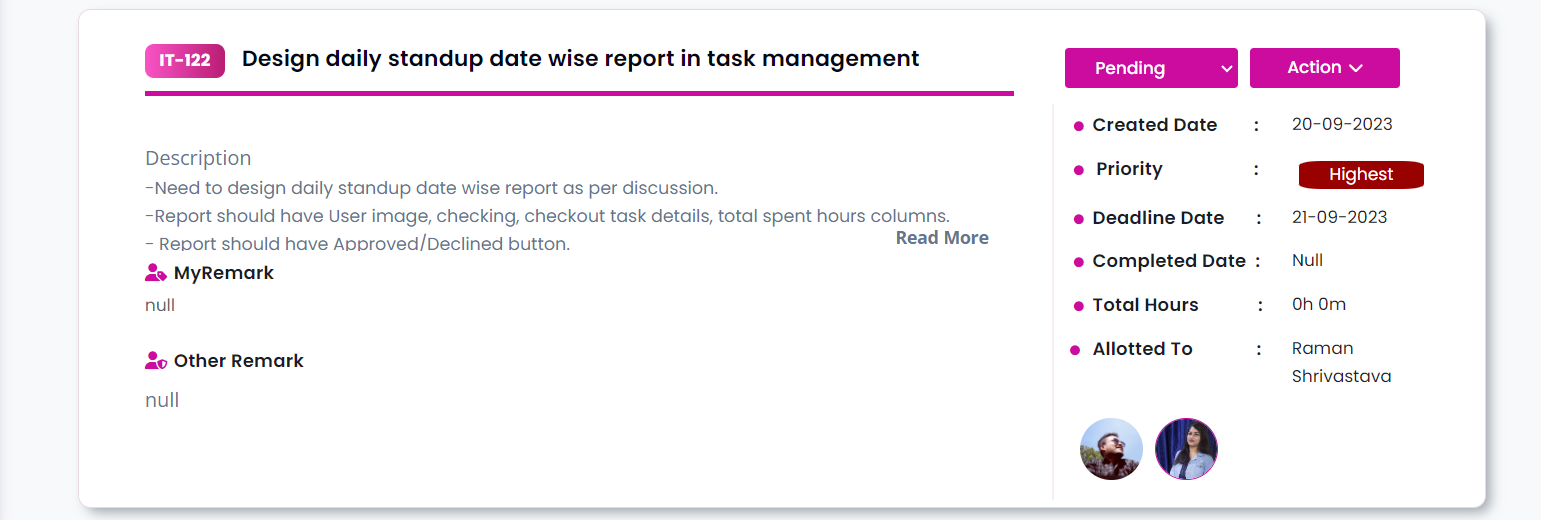 IT-122 Design daily standup date wise report in task management
Description
-Need to design daily standup date wise report as per discussion.
-Report should have User image, checking, checkout task details, total spent hours columns.
- Report should have Approved/Declined button.
Read More
MyRemark
null
Other Remark
null
Pending Action
Created Date : 20-09-2023
Priority : Highest
Deadline Date : 21-09-2023
Completed Date : Null
Total Hours : 0h 0m
Allotted To : Raman
Shrivastava